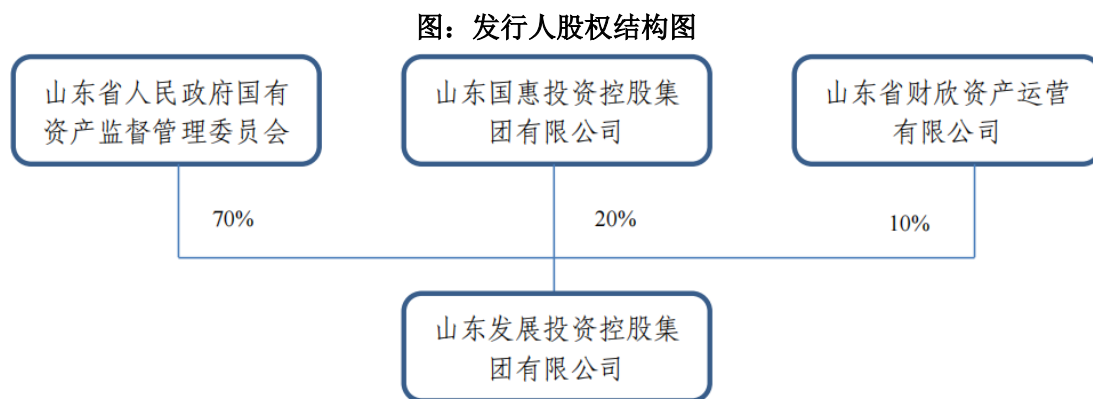 图：发行人股权结构图
山东省人民政府国有
资产监督管理委员会
山东国惠投资控股集
团有限公司
山东省财欣资产运营
有限公司
70%
20%
10%
山东发展投资控股集
团有限公司